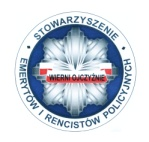 STOWARZYSZENIE
EMERYTÓW I RENCISTÓW POLICYJNYCH
WIERNI OJCZYŹNIE